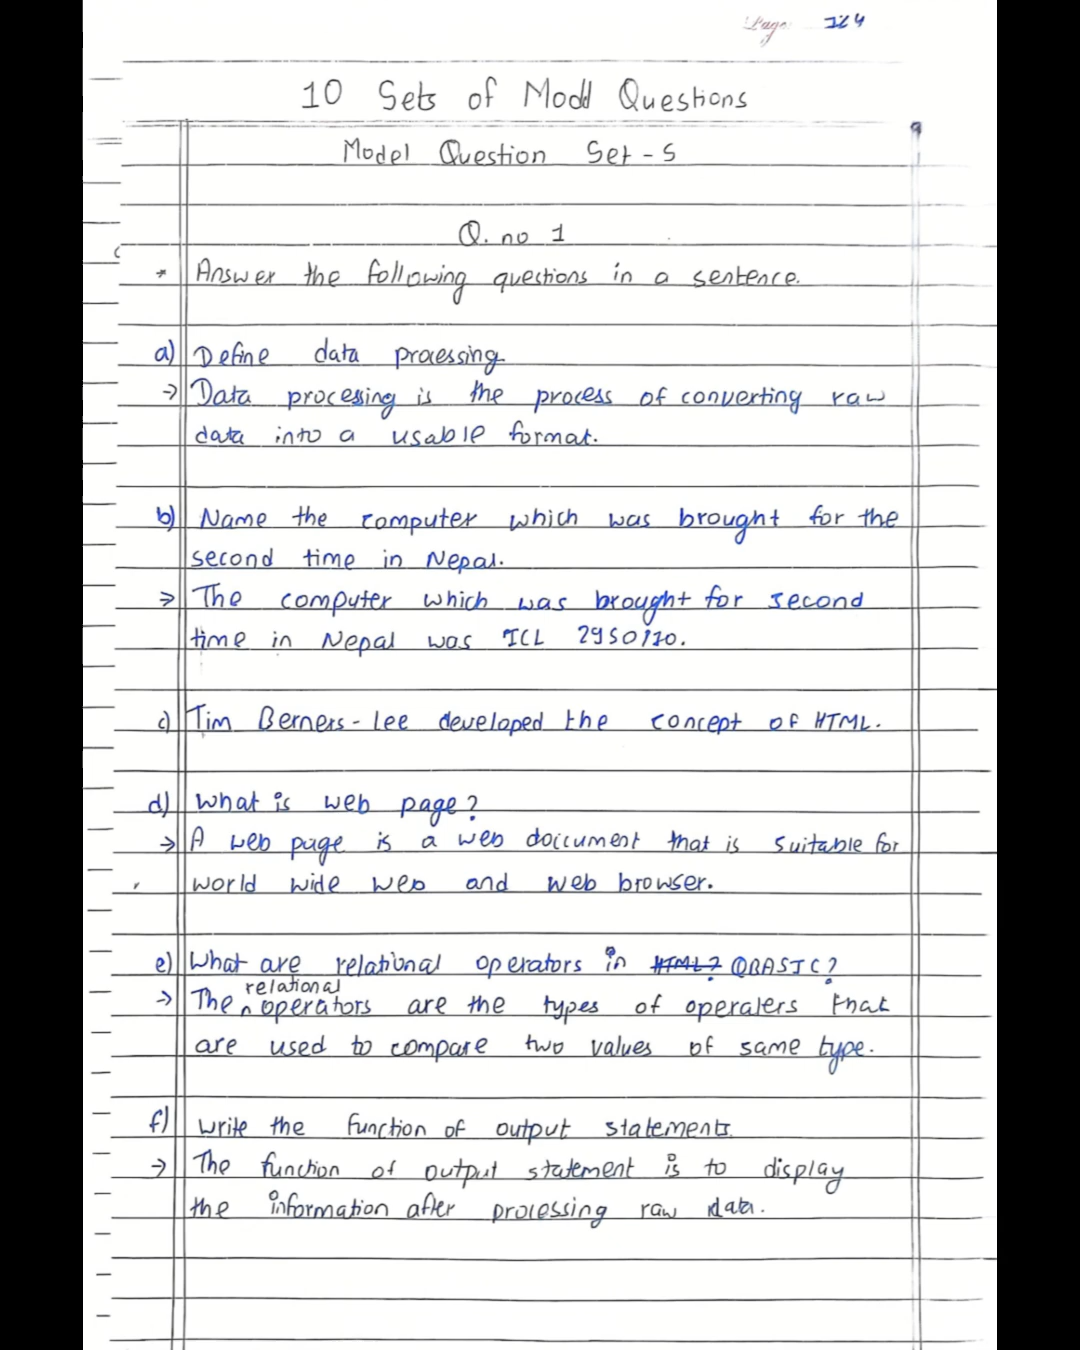 Page 124
10 Sets of Modd Questions
Model Question Set - 5
Q. no 1
* Answer the following questions in a sentence.
a) Define data processing
→ Data procesing is the process of converting raw
data into a usable format.
b) Name the computer which was brought for the
second time in Nepal.
⇒ The computer which was brought for second
time in Nepal was ICL 2950/10.
c) Tim Berners - Lee developed the concept of HTML.
d) What is web page?
→ A web page is a web doccument that is suitable for
world wide web and web browser.
e) What are relational operators in HTML? QBASIC?
relational
→ The ^ operators are the types of operaters that
are used to compare two values of same type.
f) Write the function of output statements.
→ The function of output statement is to display
the information after processing raw data.